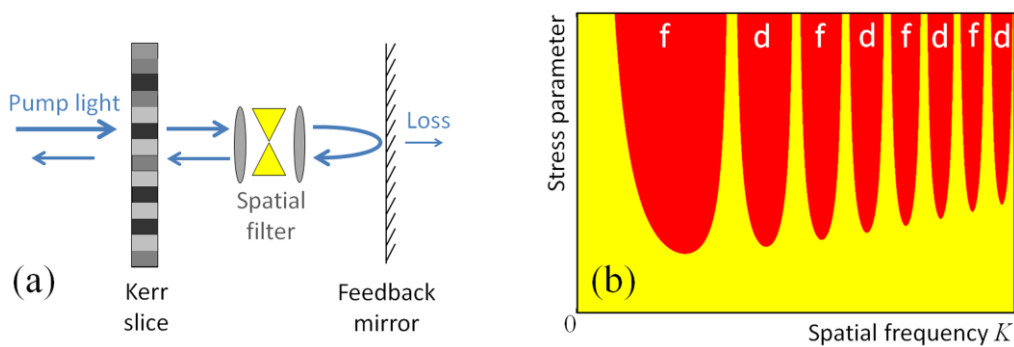 Pump light
Loss
Spatial
filter
(a)
Kerr
slice
Feedback
mirror
Stress parameter
f d f d f d f d
(b)
0
Spatial frequency K